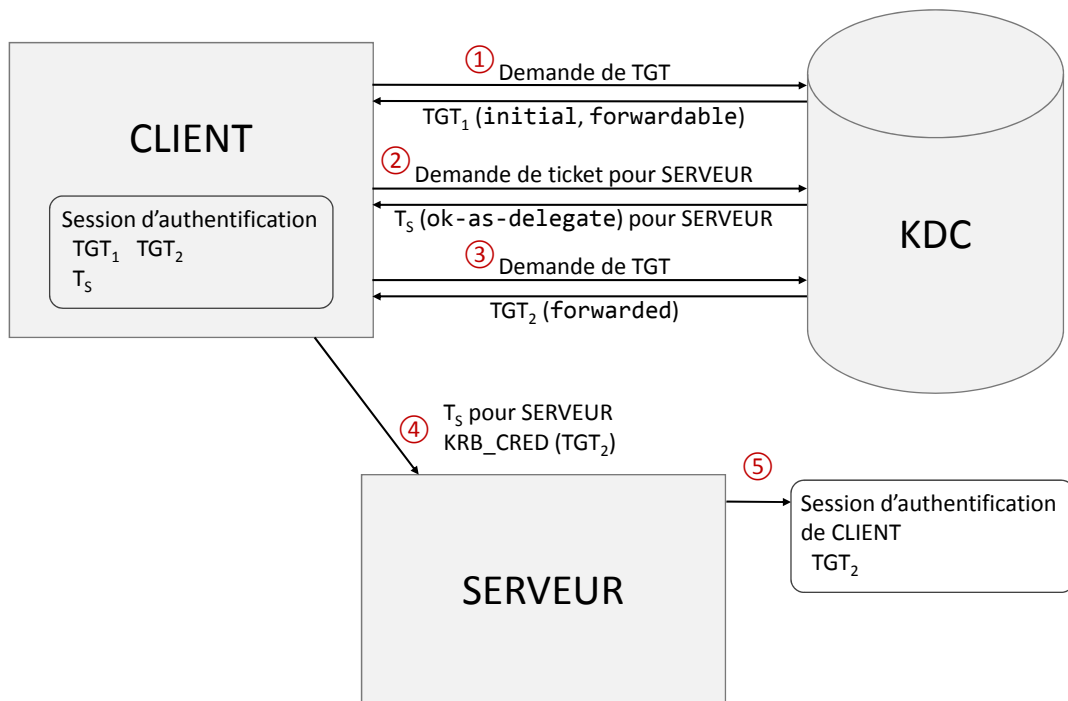 ① Demande de TGT
TGT₁ (initial, forwardable)
CLIENT
② Demande de ticket pour SERVEUR
Tₛ (ok-as-delegate) pour SERVEUR
Session d’authentification
TGT₁ TGT₂
Tₛ
KDC
③ Demande de TGT
TGT₂ (forwarded)
④ Tₛ pour SERVEUR
KRB_CRED (TGT₂)
⑤
Session d’authentification
de CLIENT
TGT₂
SERVEUR